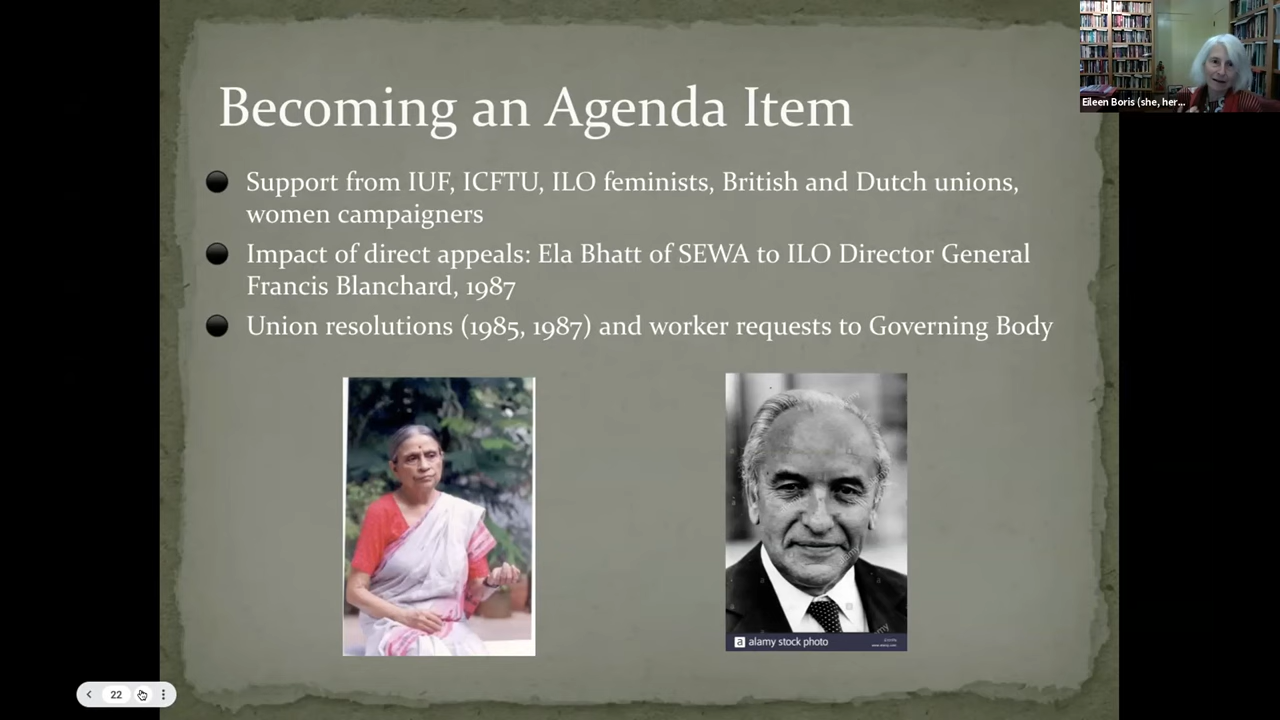 Becoming an Agenda Item
Support from IUF, ICFTU, ILO feminists, British and Dutch unions,
women campaigners
Impact of direct appeals: Ela Bhatt of SEWA to ILO Director General
Francis Blanchard, 1987
Union resolutions (1985, 1987) and worker requests to Governing Body
Eileen Boris (she, her...
a alamy stock photo
22